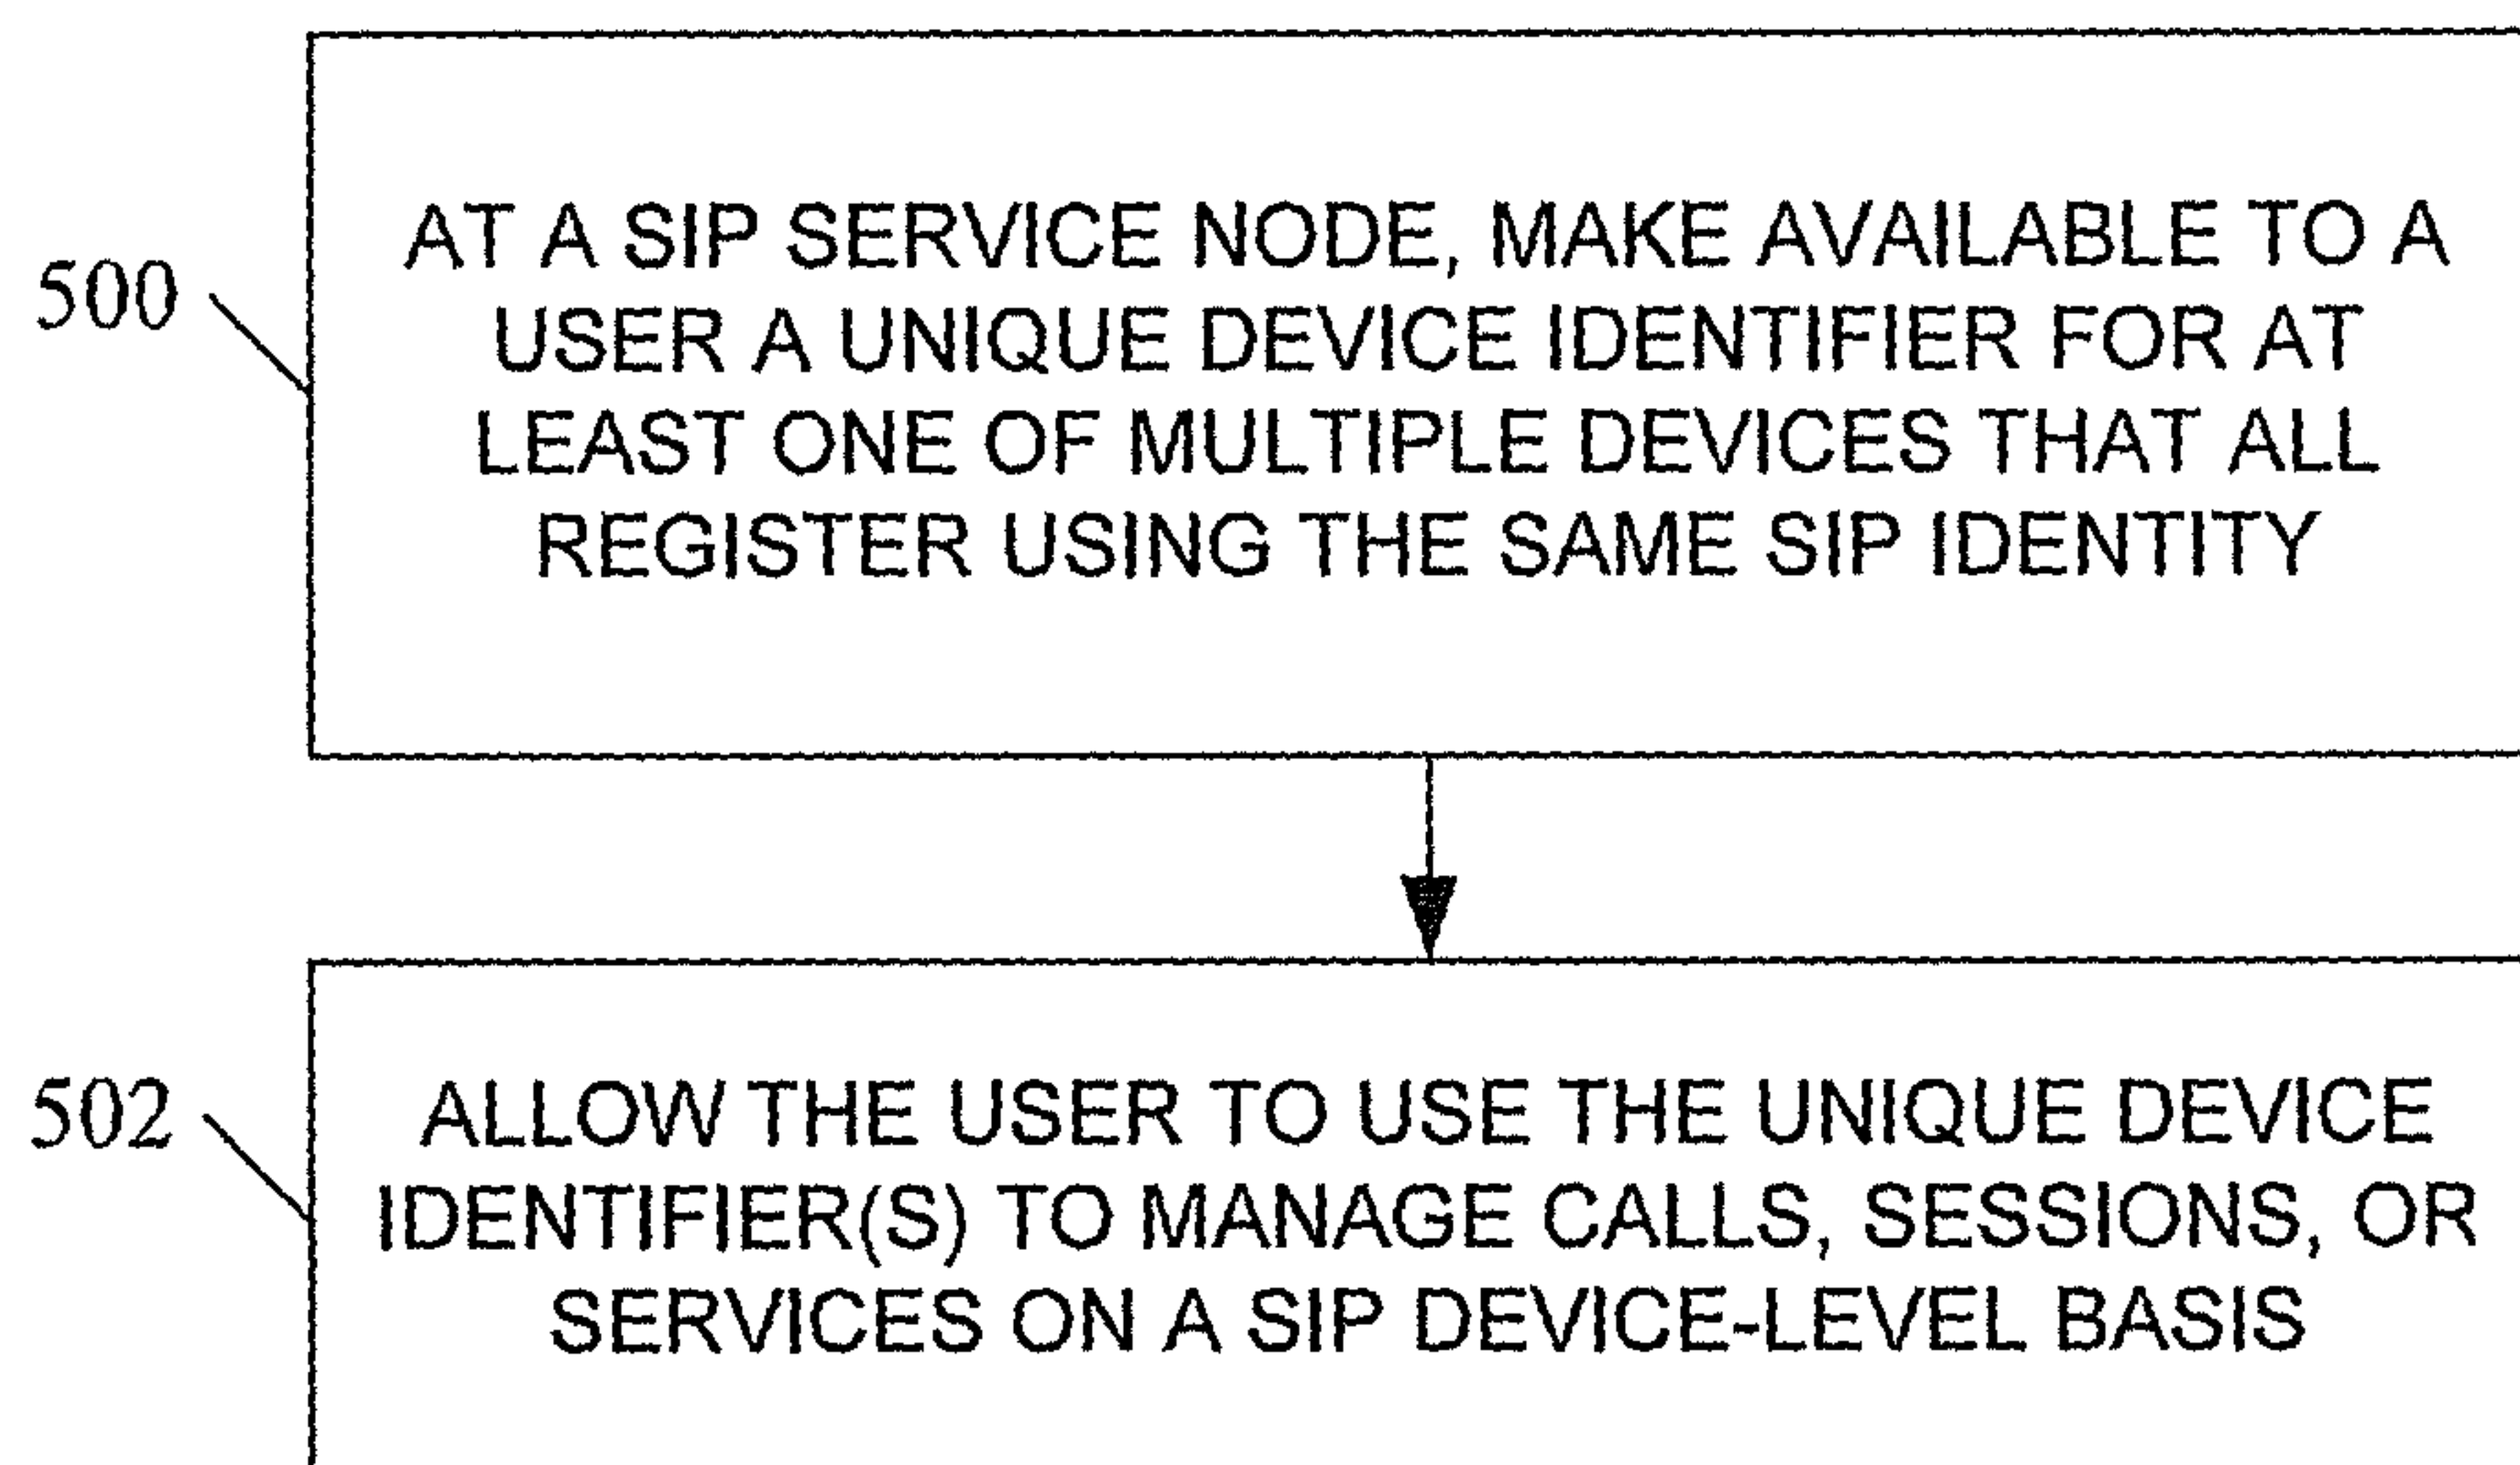 500
AT A SIP SERVICE NODE, MAKE AVAILABLE TO A
USER A UNIQUE DEVICE IDENTIFIER FOR AT
LEAST ONE OF MULTIPLE DEVICES THAT ALL
REGISTER USING THE SAME SIP IDENTITY
502
ALLOW THE USER TO USE THE UNIQUE DEVICE
IDENTIFIER(S) TO MANAGE CALLS, SESSIONS, OR
SERVICES ON A SIP DEVICE-LEVEL BASIS